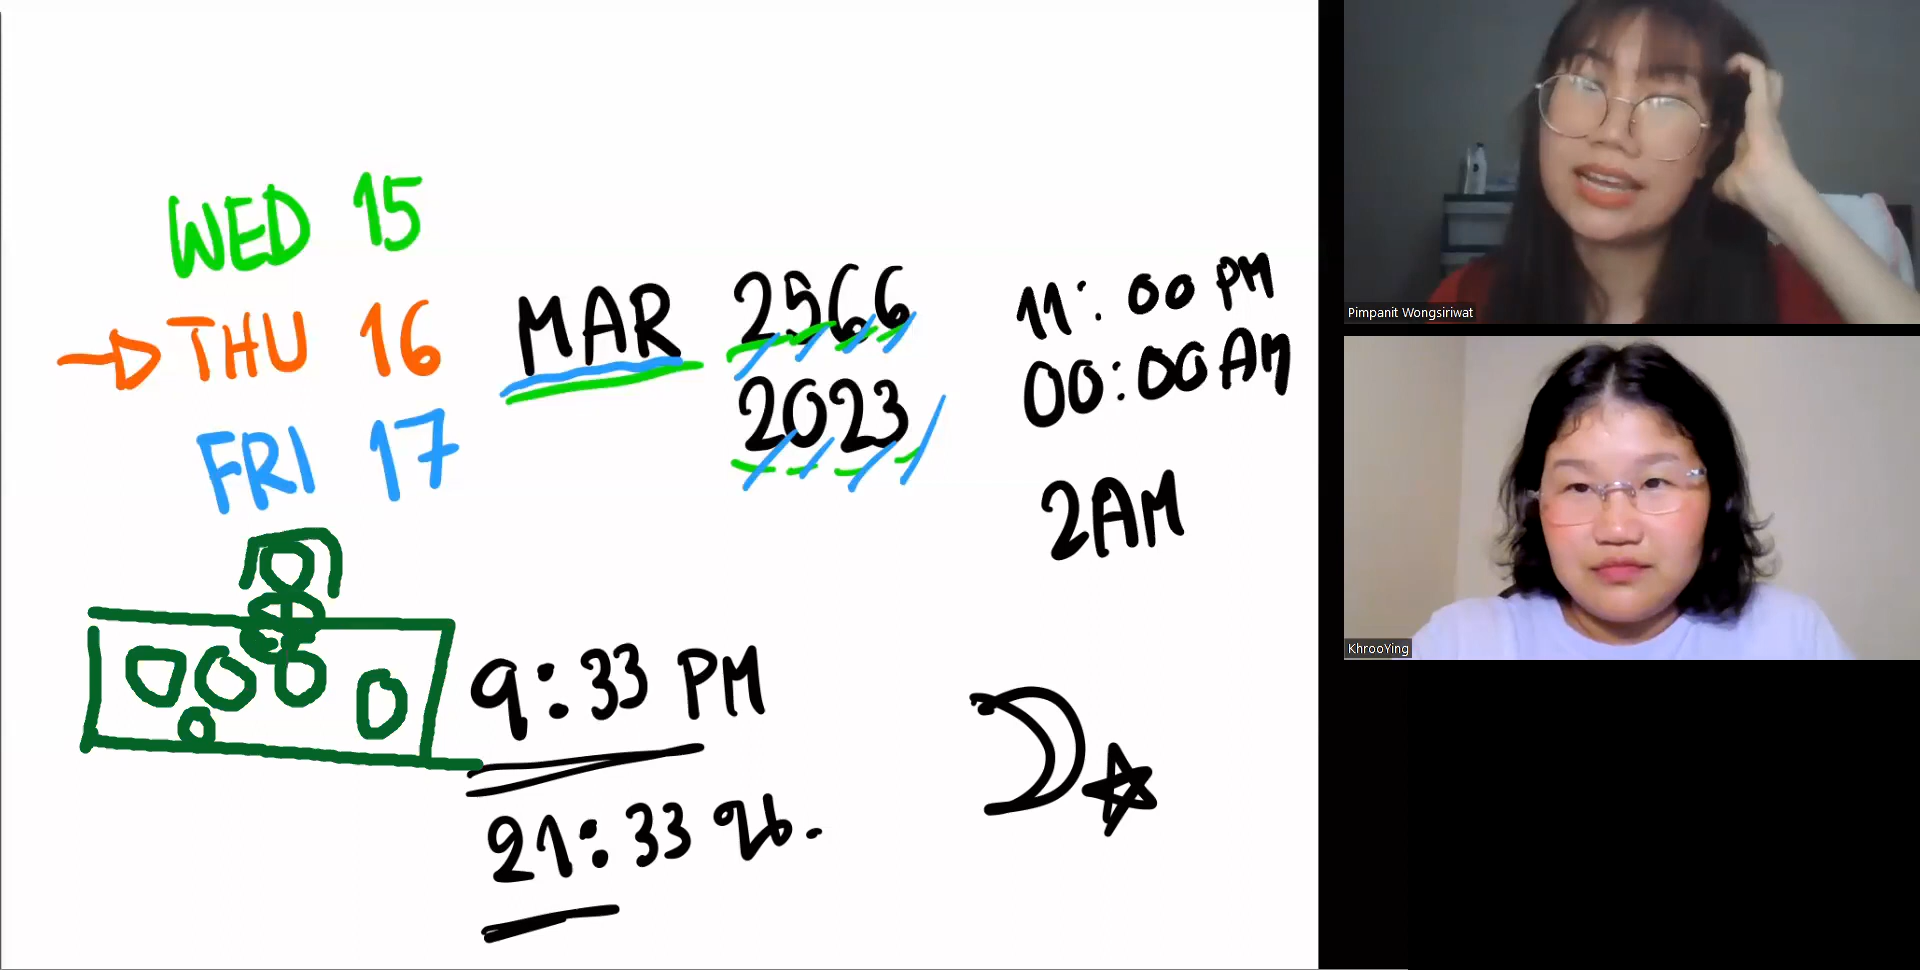 WED 15
THU 16
FRI 17
MAR
2566
2023
11:00 PM
00:00 AM
2AM
9:33 PM
21:33 น.
Pimpanit Wongsiriwat
KhrooYing